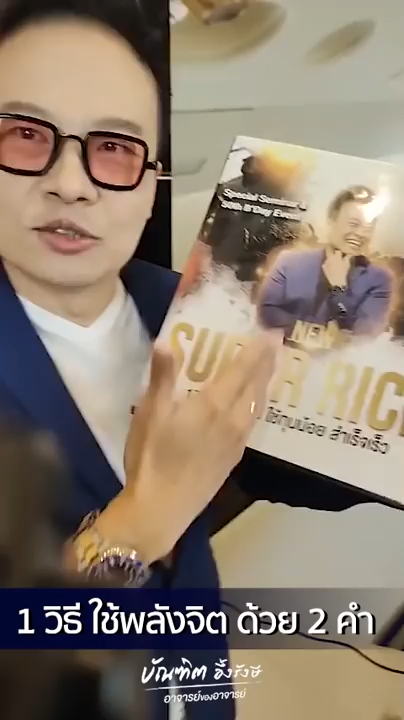 Special Seminar &
50th B'Day Event
NEW
SUPER RICH
ใช้ทุนน้อย สำเร็จเร็ว
1 วิธี ใช้พลังจิต ด้วย 2 คำ
บัณฑิต อึ้งรังษี
อาจารย์ของอาจารย์